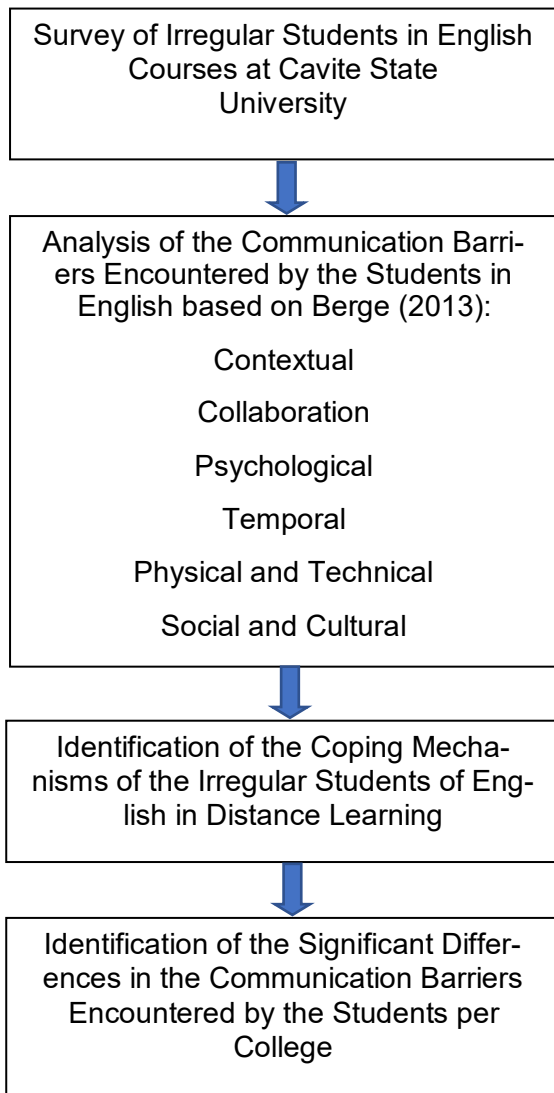 Survey of Irregular Students in English
Courses at Cavite State
University
Analysis of the Communication Barri-
ers Encountered by the Students in
English based on Berge (2013):
Contextual
Collaboration
Psychological
Temporal
Physical and Technical
Social and Cultural
Identification of the Coping Mecha-
nisms of the Irregular Students of Eng-
lish in Distance Learning
Identification of the Significant Differ-
ences in the Communication Barriers
Encountered by the Students per
College